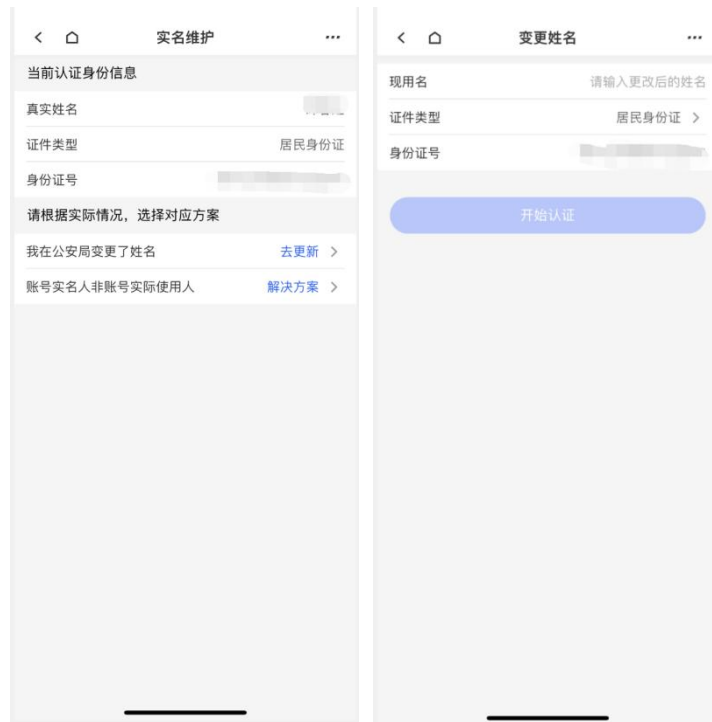 实名维护
当前认证身份信息
真实姓名
证件类型 居民身份证
身份证号
请根据实际情况，选择对应方案
我在公安局变更了姓名 去更新
账号实名人非账号实际使用人 解决方案
变更姓名
现用名 请输入更改后的姓名
证件类型 居民身份证
身份证号
开始认证